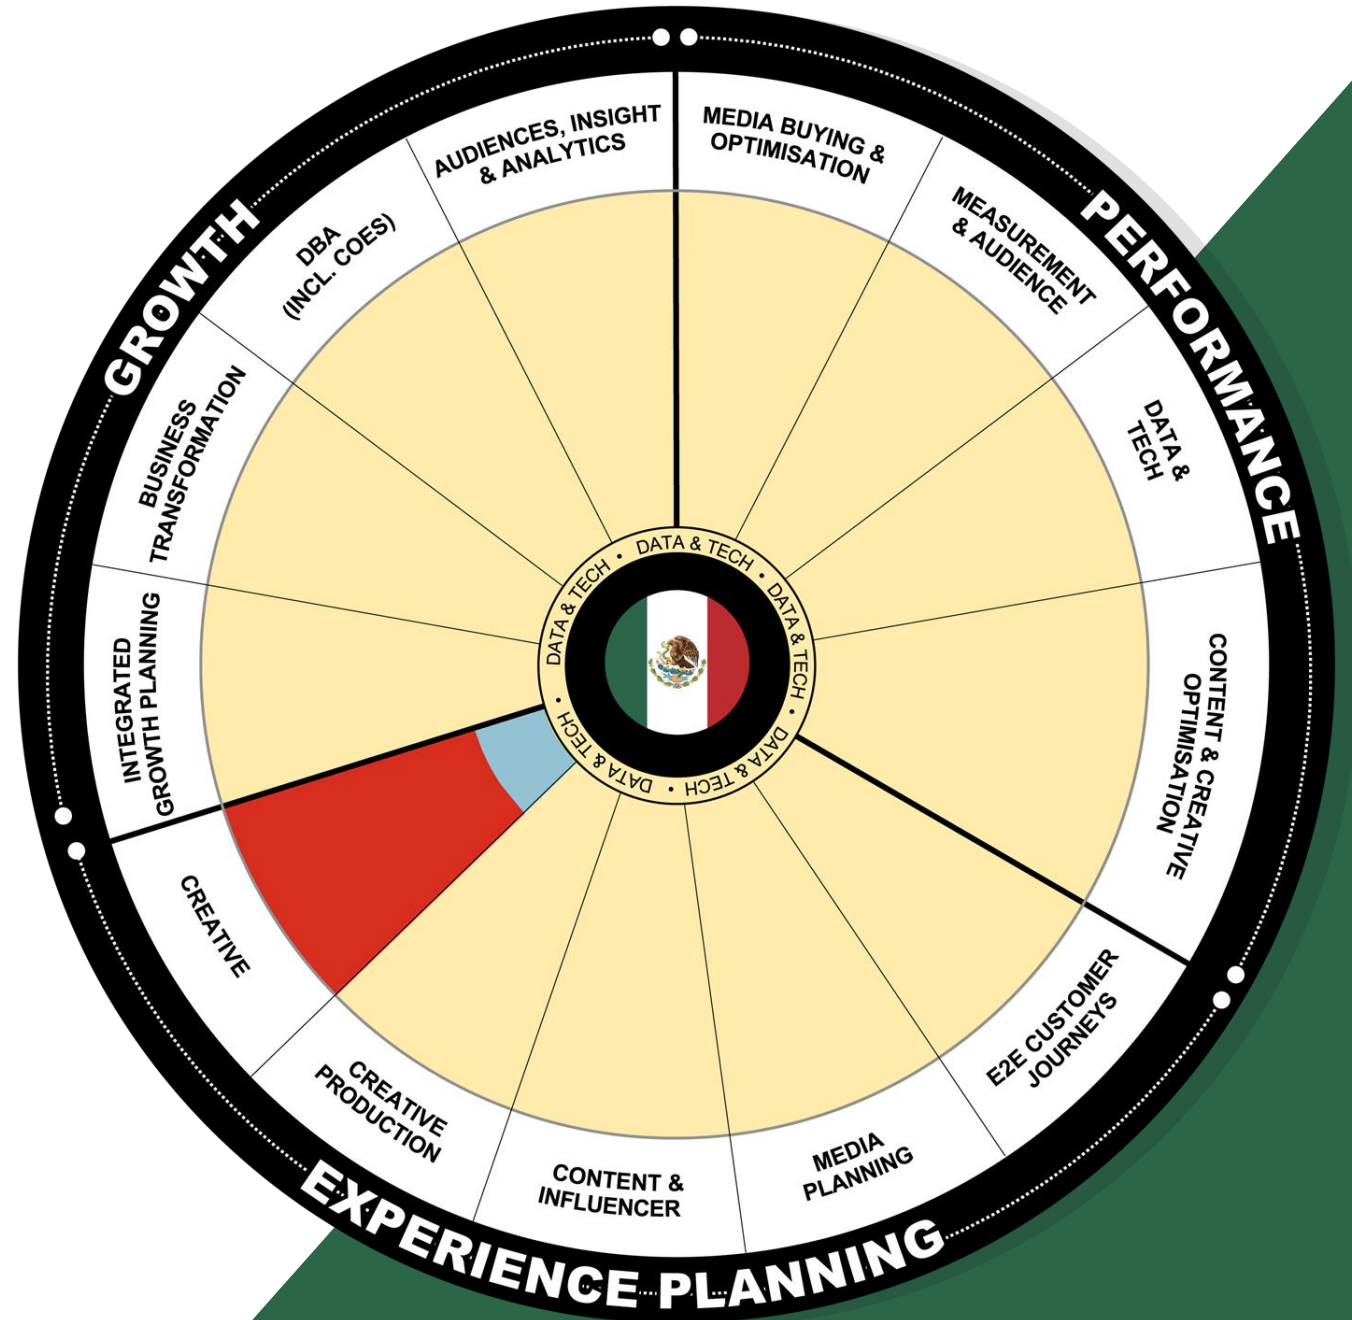 GROWTH
PERFORMANCE
EXPERIENCE PLANNING
AUDIENCES, INSIGHT
& ANALYTICS
MEDIA BUYING &
OPTIMISATION
MEASUREMENT
& AUDIENCE
DATA &
TECH
CONTENT & CREATIVE
OPTIMISATION
E2E CUSTOMER
JOURNEYS
MEDIA
PLANNING
CONTENT &
INFLUENCER
CREATIVE
PRODUCTION
CREATIVE
INTEGRATED
GROWTH PLANNING
BUSINESS
TRANSFORMATION
DBA
(INCL. COES)
DATA & TECH • DATA & TECH • DATA & TECH • DATA & TECH • DATA & TECH •